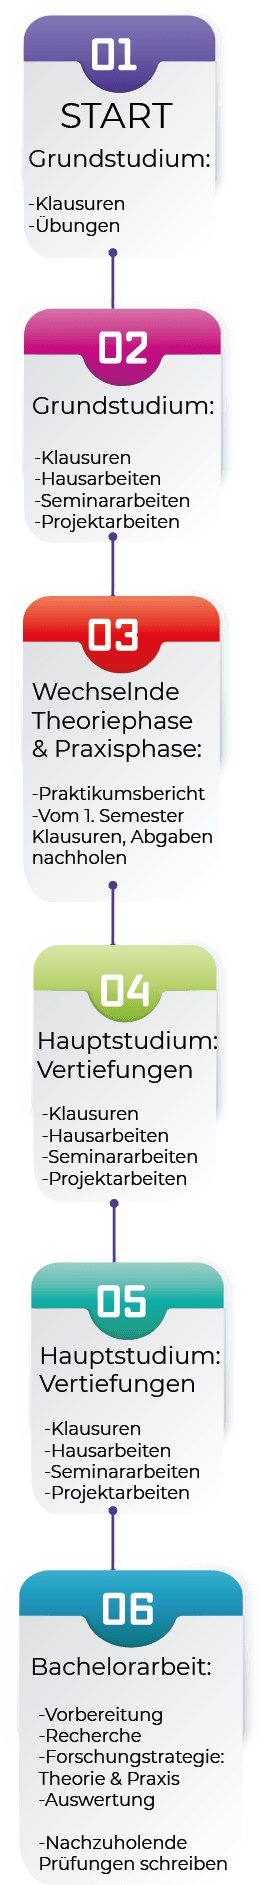 01
START
Grundstudium:
-Klausuren
-Übungen
02
Grundstudium:
-Klausuren
-Hausarbeiten
-Seminararbeiten
-Projektarbeiten
03
Wechselnde
Theoriephase
& Praxisphase:
-Praktikumsbericht
-Vom 1. Semester
Klausuren, Abgaben
nachholen
04
Hauptstudium:
Vertiefungen
-Klausuren
-Hausarbeiten
-Seminararbeiten
-Projektarbeiten
05
Hauptstudium:
Vertiefungen
-Klausuren
-Hausarbeiten
-Seminararbeiten
-Projektarbeiten
06
Bachelorarbeit:
-Vorbereitung
-Recherche
-Forschungstrategie:
Theorie & Praxis
-Auswertung
-Nachzuholende
Prüfungen schreiben